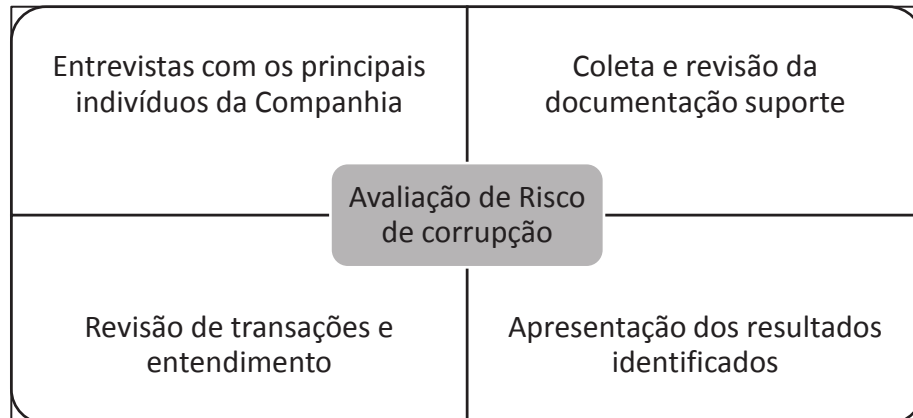 Entrevistas com os principais
indivíduos da Companhia
Coleta e revisão da
documentação suporte
Avaliação de Risco
de corrupção
Revisão de transações e
entendimento
Apresentação dos resultados
identificados